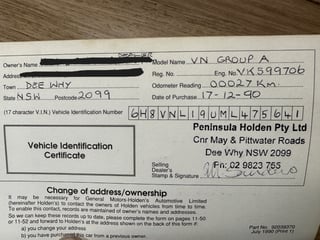 DEALER
Owner's Name Model Name VN GROUP A
Address Reg. No. Eng. No. VK599706
Town DEE WHY Odometer Reading 00027 Km
State NSW Postcode 2099 Date of Purchase 17-12-90
(17 character V.I.N.) Vehicle Identification Number 6H8VNL19UML475641
Peninsula Holden Pty Ltd
Cnr May & Pittwater Roads
Dee Why NSW 2099
Vehicle Identification
Certificate
Selling
Dealer's
Stamp & Signature
Ph: 02 9823 765
Change of address/ownership
It may be necessary for General Motors-Holden's Automotive Limited
(hereinafter Holden's) to contact the owners of Holden vehicles from time to time.
To enable this contact, records are maintained of owner's names and addresses.
So we can keep these records up to date, please complete the forms on pages 11-50
or 11-52 and forward to Holden's at the address shown on the back of this form if:
a) you change your address
b) you have purchased this car from a previous owner.
Part No. 92039370
July 1990 (Print 1)